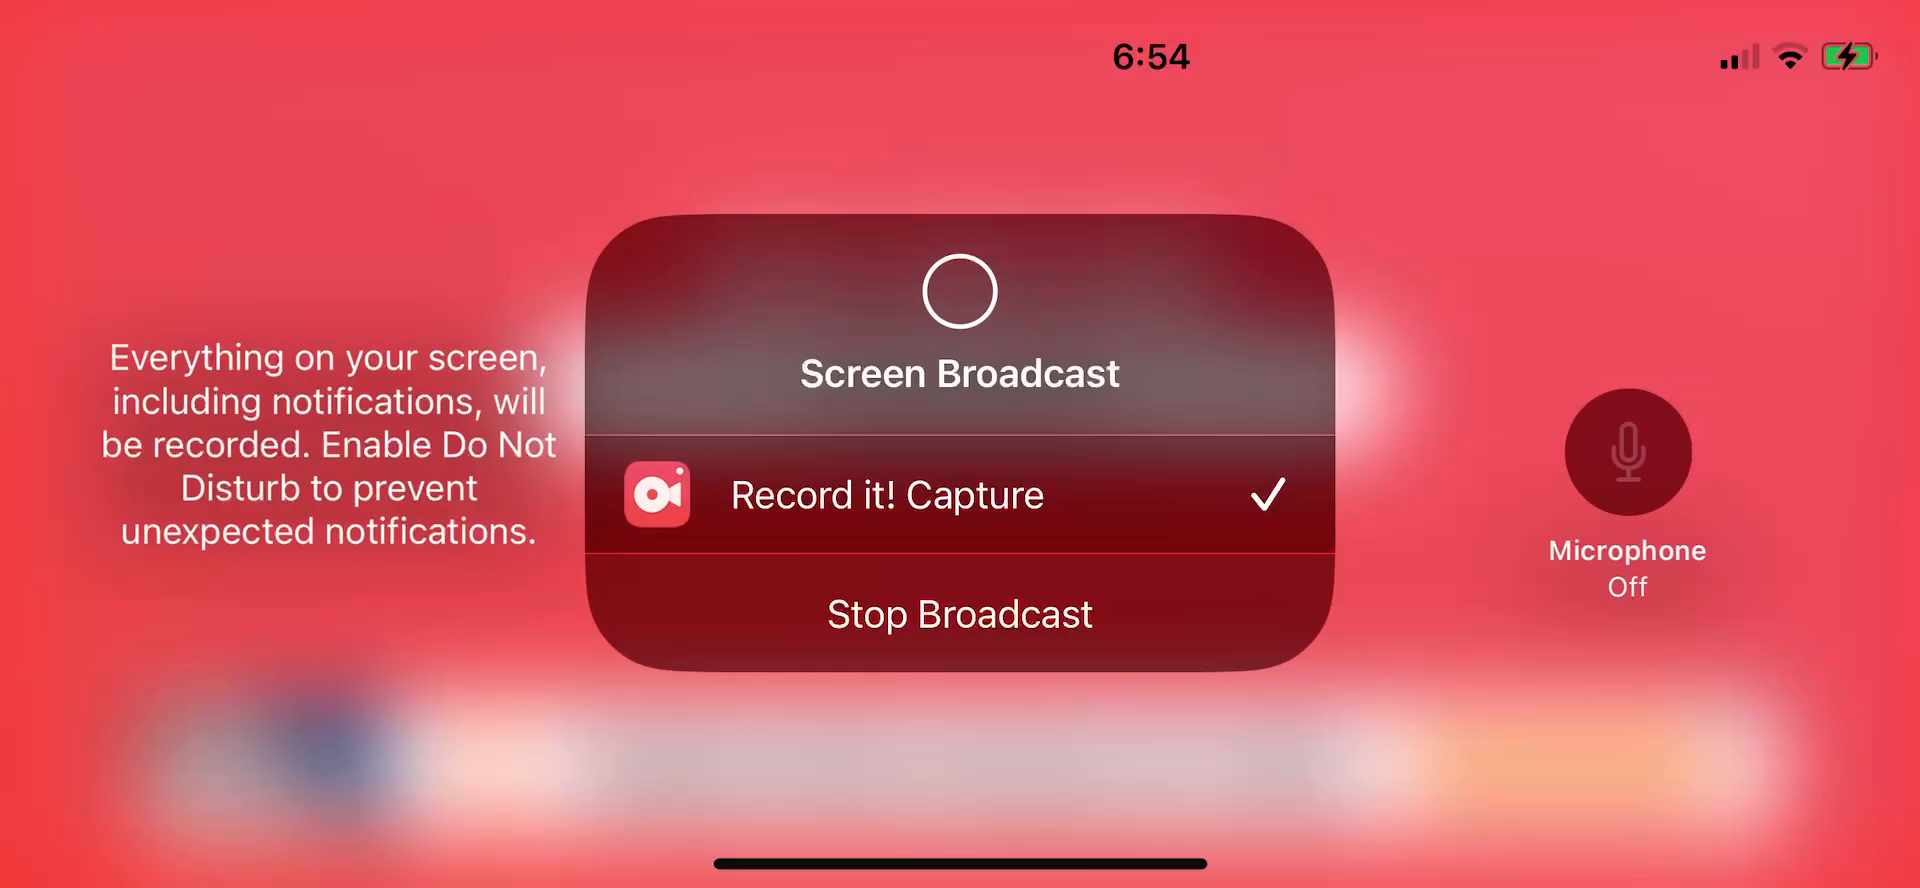 6:54
Everything on your screen,
including notifications, will
be recorded. Enable Do Not
Disturb to prevent
unexpected notifications.
Screen Broadcast
Record it! Capture
Stop Broadcast
Microphone
Off